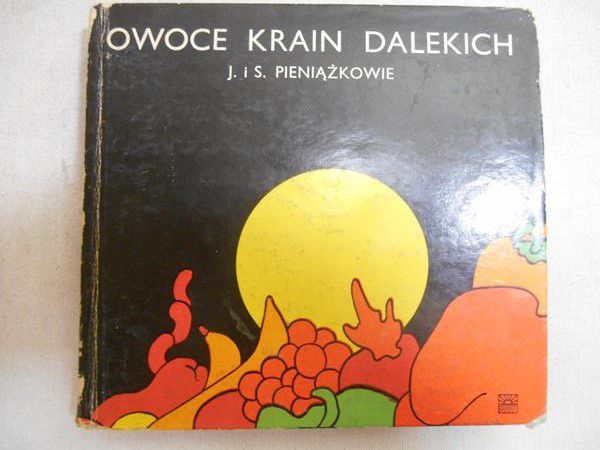 OWOCE KRAIN DALEKICH
J. i S. PIENIĄŻKOWIE